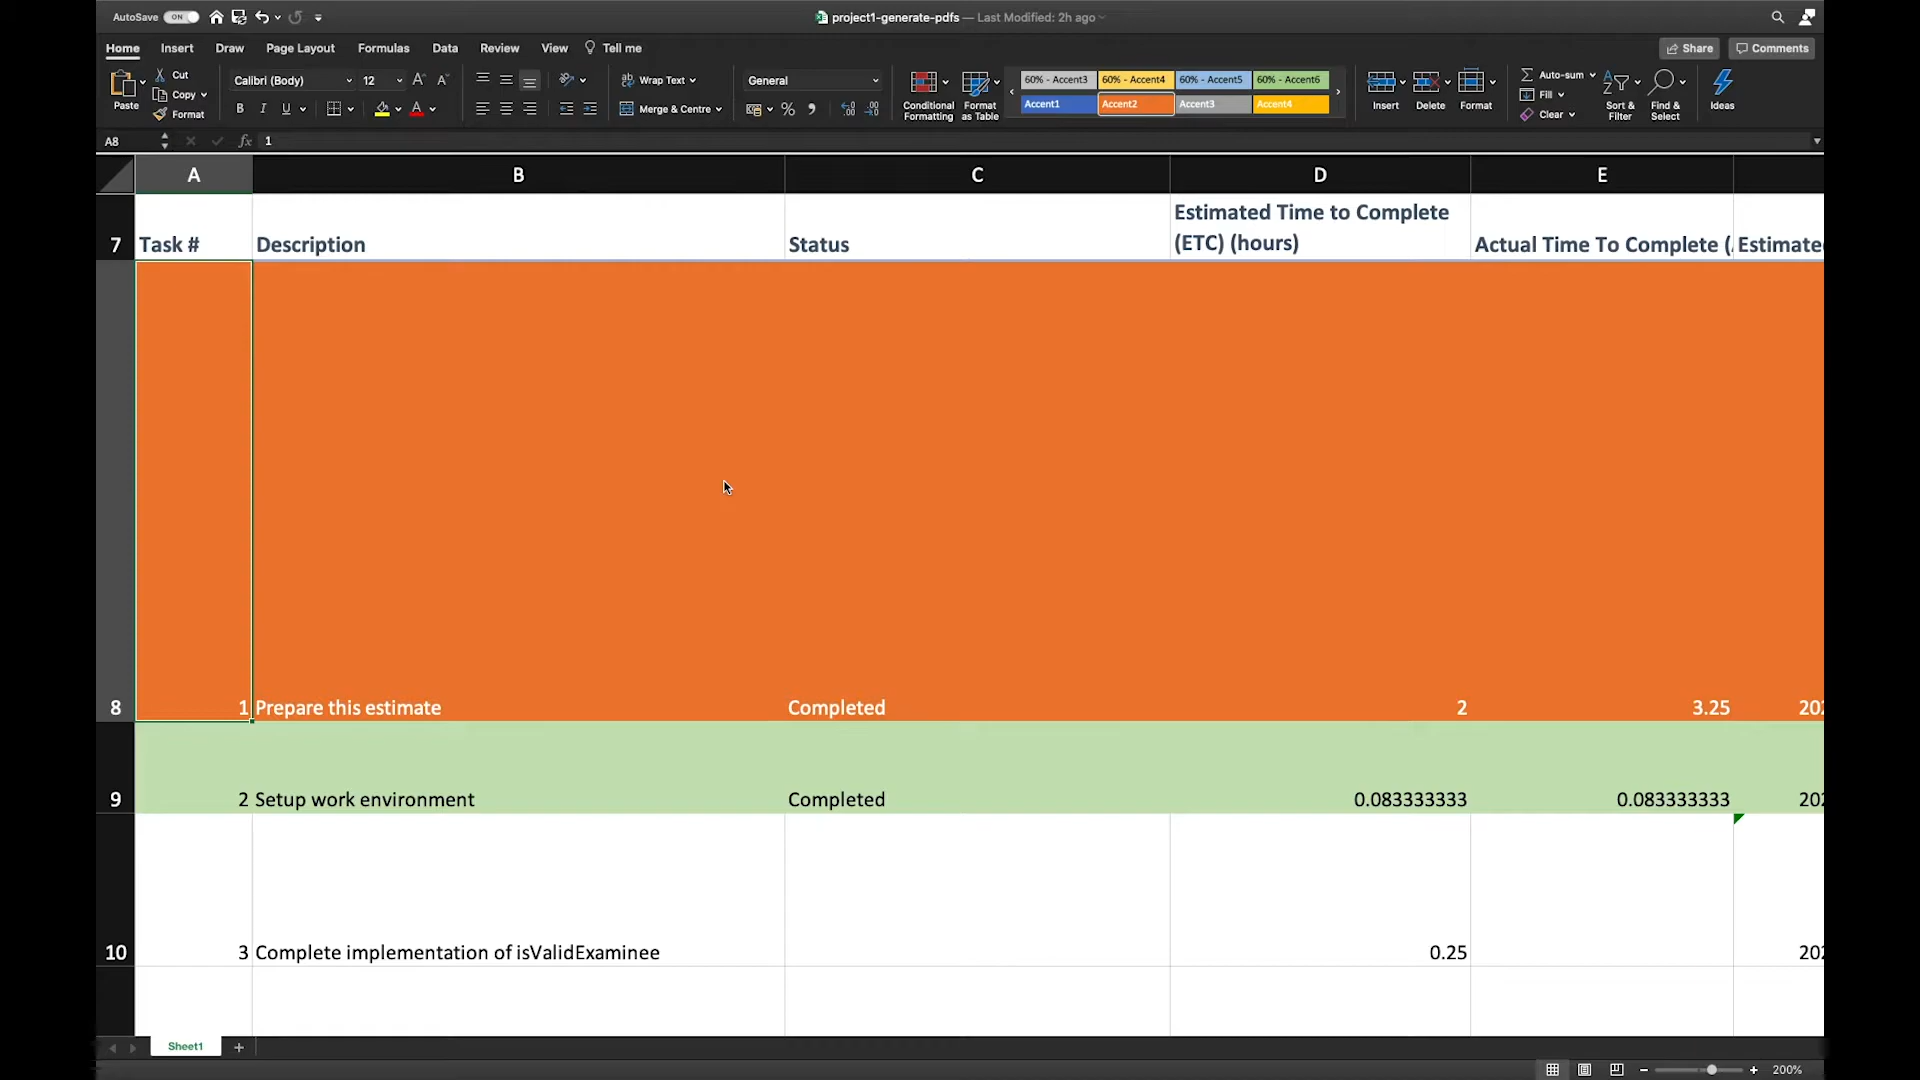 AutoSave ON
project1-generate-pdfs — Last Modified: 2h ago
Home Insert Draw Page Layout Formulas Data Review View Tell me
Share Comments
Paste
Cut
Copy
Format
Calibri (Body) 12
B I U
Wrap Text
Merge & Centre
General
Conditional Formatting
Format as Table
60% - Accent3 60% - Accent4 60% - Accent5 60% - Accent6
Accent1 Accent2 Accent3 Accent4
Insert Delete Format
Auto-sum
Fill
Clear
Sort & Filter
Find & Select
Ideas
A8 fx 1
A B C D E
7 Task # Description Status Estimated Time to Complete (ETC) (hours) Actual Time To Complete ( Estimate
8 1 Prepare this estimate Completed 2 3.25 202
9 2 Setup work environment Completed 0.083333333 0.083333333 202
10 3 Complete implementation of isValidExaminee 0.25 202
Sheet1 +
200%